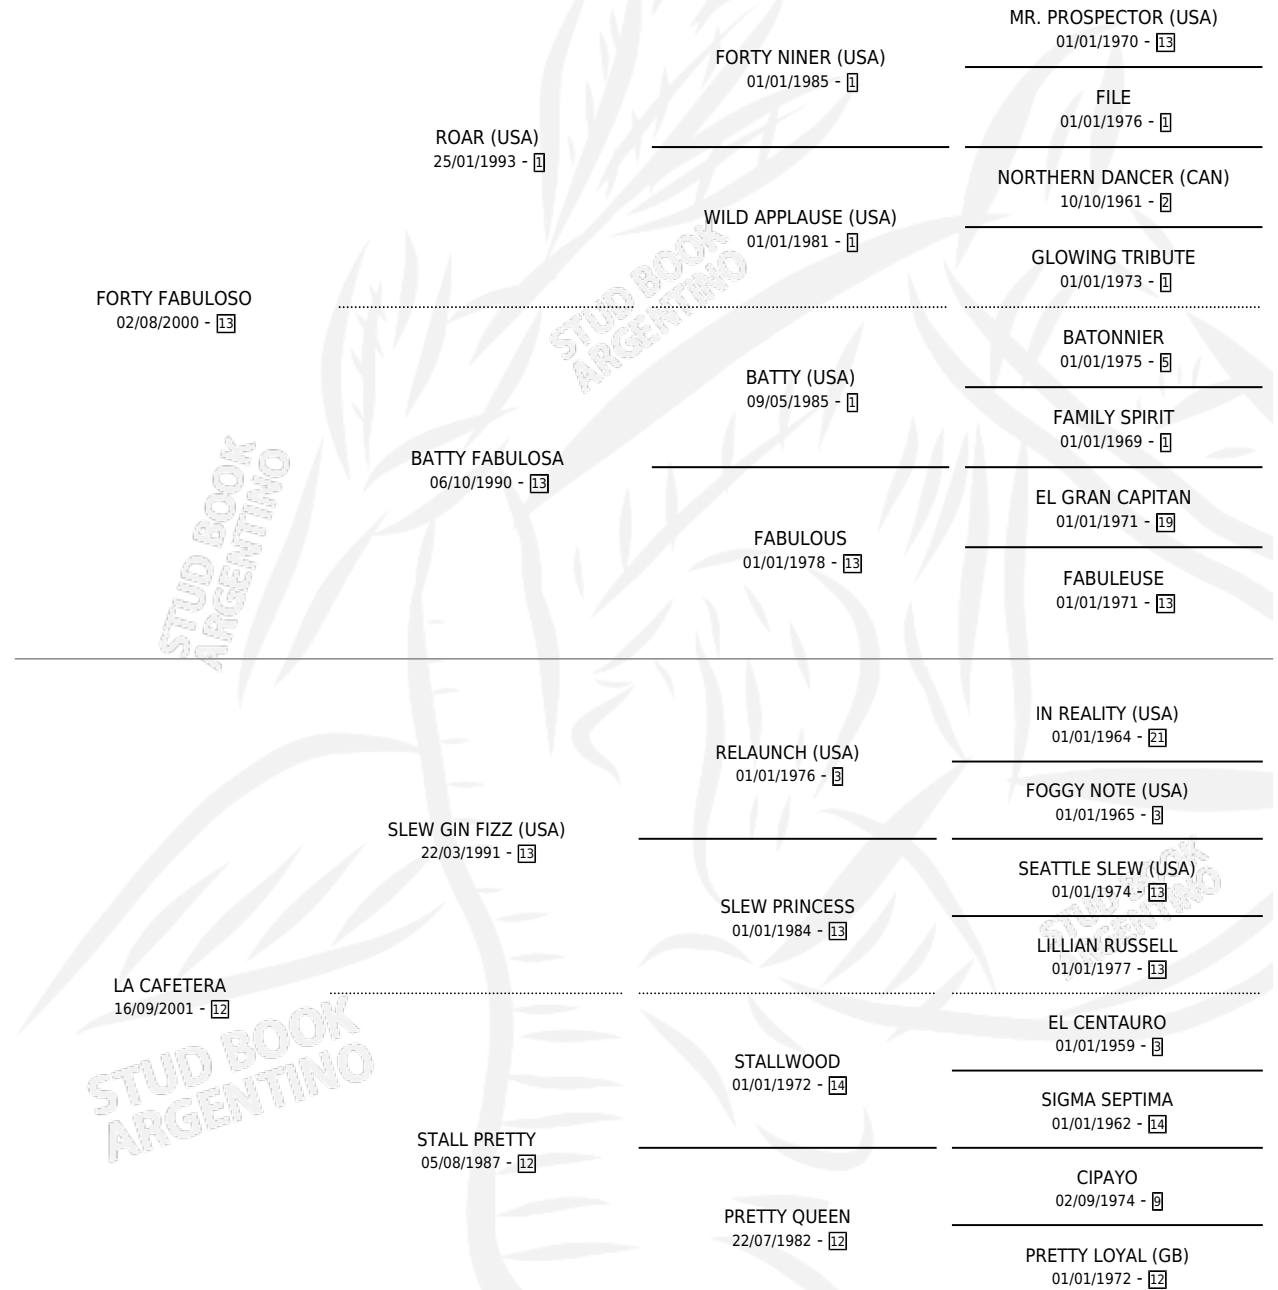 MR. PROSPECTOR (USA)
01/01/1970 - 13
FORTY NINER (USA)
01/01/1985 - 1
FILE
01/01/1976 - 1
ROAR (USA)
25/01/1993 - 1
NORTHERN DANCER (CAN)
10/10/1961 - 2
WILD APPLAUSE (USA)
01/01/1981 - 1
GLOWING TRIBUTE
01/01/1973 - 1
FORTY FABULOSO
02/08/2000 - 13
STUD BOOK
ARGENTINO
BATONNIER
01/01/1975 - 5
BATTY (USA)
09/05/1985 - 1
FAMILY SPIRIT
01/01/1969 - 1
BATTY FABULOSA
06/10/1990 - 13
EL GRAN CAPITAN
01/01/1971 - 19
FABULOUS
01/01/1978 - 13
FABULEUSE
01/01/1971 - 13
STUD BOOK
ARGENTINO
IN REALITY (USA)
01/01/1964 - 21
RELAUNCH (USA)
01/01/1976 - 3
FOGGY NOTE (USA)
01/01/1965 - 3
SLEW GIN FIZZ (USA)
22/03/1991 - 13
SEATTLE SLEW (USA)
01/01/1974 - 13
STUD BOOK
ARGENTINO
SLEW PRINCESS
01/01/1984 - 13
LILLIAN RUSSELL
01/01/1977 - 13
LA CAFETERA
16/09/2001 - 12
STUD BOOK
ARGENTINO
EL CENTAURO
01/01/1959 - 3
STALLWOOD
01/01/1972 - 14
SIGMA SEPTIMA
01/01/1962 - 14
STALL PRETTY
05/08/1987 - 12
CIPAYO
02/09/1974 - 9
PRETTY QUEEN
22/07/1982 - 12
PRETTY LOYAL (GB)
01/01/1972 - 12